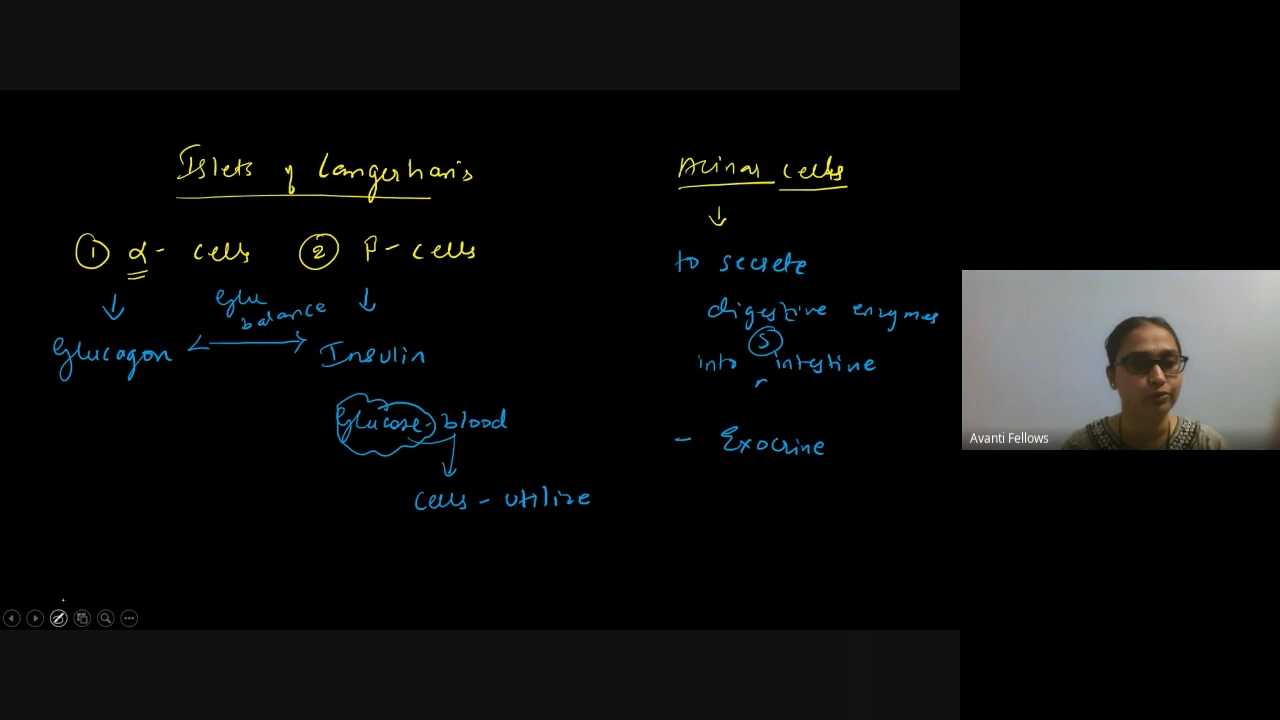 Islets of Langerhans
① α- cells ② β- cells
Glu
balance
Glucagon
Insulin
Glucose - blood
cells - utilize
Acinar cells
to secrete
digestive enzymes
S
into intestine
- Exocrine
Avanti Fellows